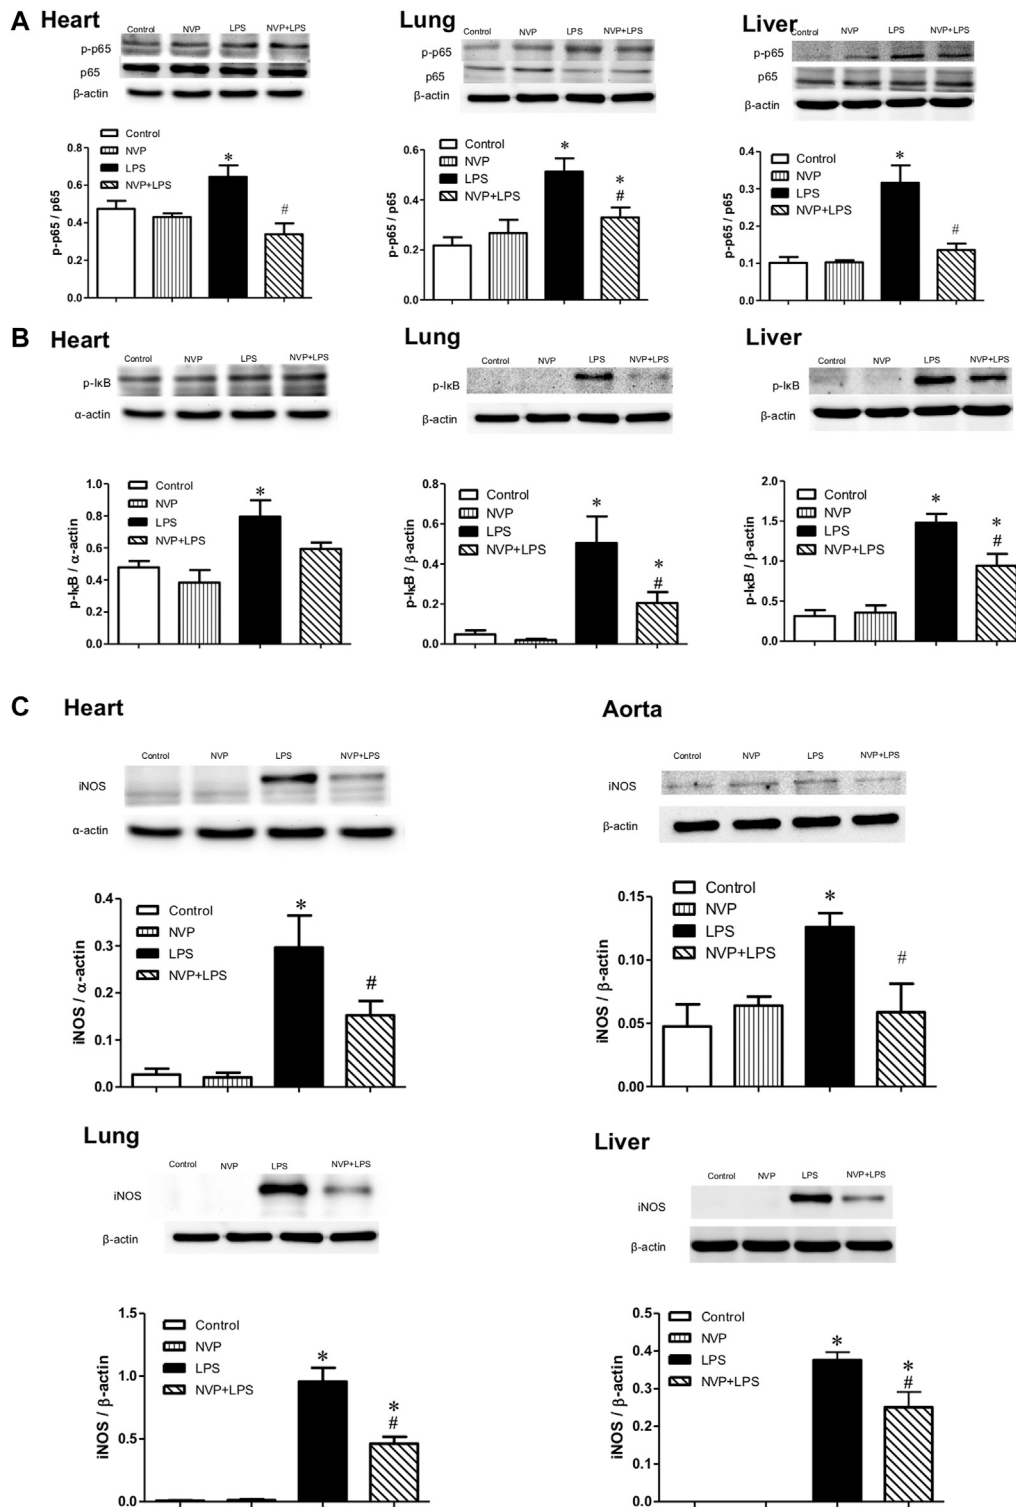 A Heart
Control NVP LPS NVP+LPS
p-p65
p65
β-actin
Control
NVP
LPS
NVP+LPS
p-p65 / p65
0.8
0.6
0.4
0.2
0.0
*
#
Lung
Control NVP LPS NVP+LPS
p-p65
p65
β-actin
Control
NVP
LPS
NVP+LPS
p-p65 / p65
0.6
0.4
0.2
0.0
*
*
#
Liver
Control NVP LPS NVP+LPS
p-p65
p65
β-actin
Control
NVP
LPS
NVP+LPS
p-p65 / p65
0.4
0.3
0.2
0.1
0.0
*
#
B Heart
Control NVP LPS NVP+LPS
p-IκB
α-actin
Control
NVP
LPS
NVP+LPS
p-IκB / α-actin
1.0
0.8
0.6
0.4
0.2
0.0
*
Lung
Control NVP LPS NVP+LPS
p-IκB
β-actin
Control
NVP
LPS
NVP+LPS
p-IκB / β-actin
0.8
0.6
0.4
0.2
0.0
*
*
#
Liver
Control NVP LPS NVP+LPS
p-IκB
β-actin
Control
NVP
LPS
NVP+LPS
p-IκB / β-actin
2.0
1.5
1.0
0.5
0.0
*
*
#
C Heart
Control NVP LPS NVP+LPS
iNOS
α-actin
Control
NVP
LPS
NVP+LPS
iNOS / α-actin
0.4
0.3
0.2
0.1
0.0
*
#
Aorta
Control NVP LPS NVP+LPS
iNOS
β-actin
Control
NVP
LPS
NVP+LPS
iNOS / β-actin
0.15
0.10
0.05
0.00
*
#
Lung
Control NVP LPS NVP+LPS
iNOS
β-actin
Control
NVP
LPS
NVP+LPS
iNOS / β-actin
1.5
1.0
0.5
0.0
*
*
#
Liver
Control NVP LPS NVP+LPS
iNOS
β-actin
Control
NVP
LPS
NVP+LPS
iNOS / β-actin
0.5
0.4
0.3
0.2
0.1
0.0
*
*
#